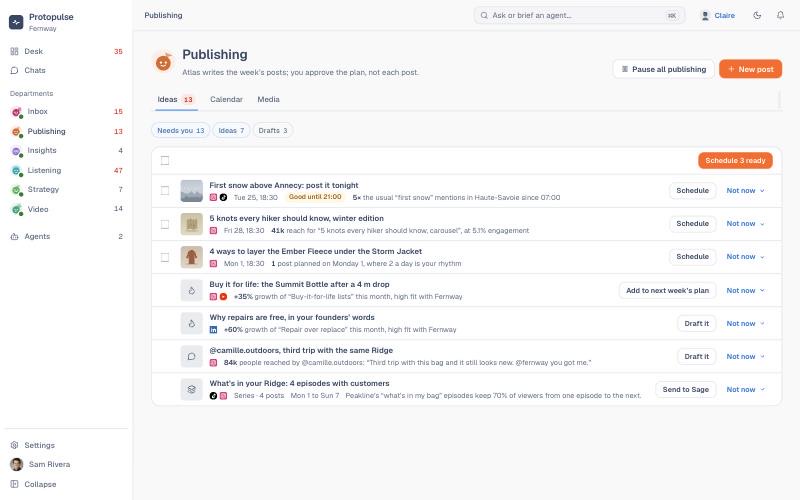 Protopulse
Fernway
Publishing
Ask or brief an agent...
⌘K
Claire
Desk 35
Chats
Departments
Inbox 15
Publishing 13
Insights 4
Listening 47
Strategy 7
Video 14
Agents 2
Settings
Sam Rivera
Collapse
Publishing
Atlas writes the week's posts; you approve the plan, not each post.
Pause all publishing
+ New post
Ideas 13
Calendar
Media
Needs you 13
Ideas 7
Drafts 3
Schedule 3 ready
First snow above Annecy: post it tonight
Tue 25, 18:30 Good until 21:00 5× the usual “first snow” mentions in Haute-Savoie since 07:00
Schedule
Not now
5 knots every hiker should know, winter edition
Fri 28, 18:30 41k reach for “5 knots every hiker should know, carousel”, at 5.1% engagement
Schedule
Not now
4 ways to layer the Ember Fleece under the Storm Jacket
Mon 1, 18:30 1 post planned on Monday 1, where 2 a day is your rhythm
Schedule
Not now
Buy it for life: the Summit Bottle after a 4 m drop
+35% growth of “Buy-it-for-life lists” this month, high fit with Fernway
Add to next week's plan
Not now
Why repairs are free, in your founders' words
+60% growth of “Repair over replace” this month, high fit with Fernway
Draft it
Not now
@camille.outdoors, third trip with the same Ridge
84k people reached by @camille.outdoors: “Third trip with this bag and it still looks new. @fernway you got me.”
Draft it
Not now
What's in your Ridge: 4 episodes with customers
Series · 4 posts Mon 1 to Sun 7 Peakline's “what's in my bag” episodes keep 70% of viewers from one episode to the next.
Send to Sage
Not now